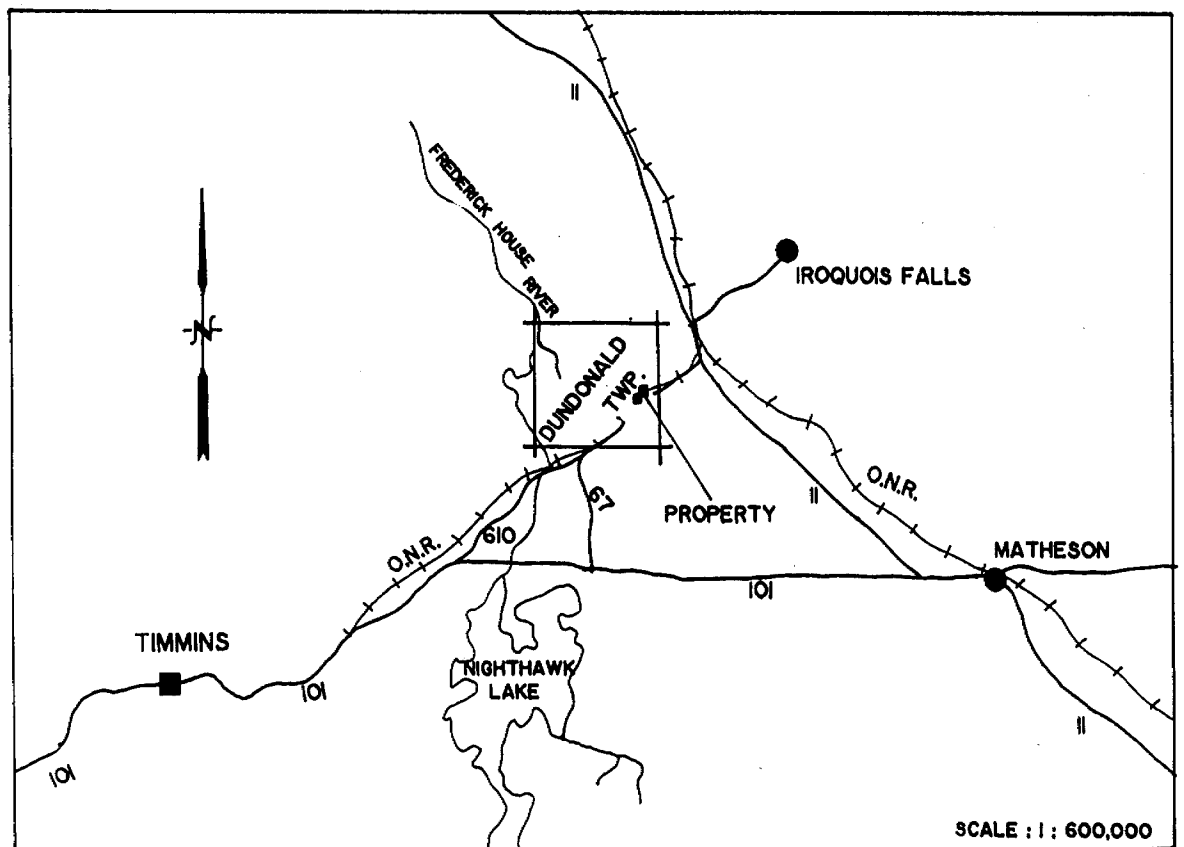 11
FREDERICK HOUSE RIVER
IROQUOIS FALLS
N
DUNDONALD
TWP.
O.N.R.
11
67
PROPERTY
610
O.N.R.
MATHESON
101
TIMMINS
NIGHTHAWK
LAKE
101
11
101
SCALE : 1 : 600,000